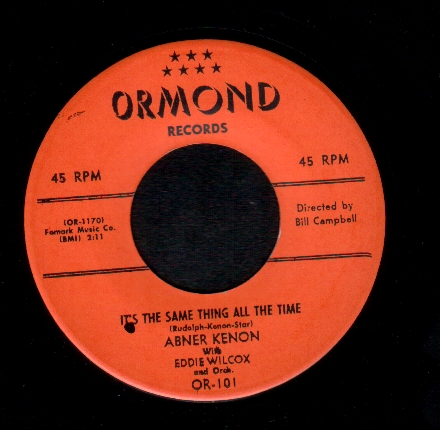 ORMOND
RECORDS
45 RPM
45 RPM
(OR-1170)
Famark Music Co.
(BMI) 2:11
Directed by
Bill Campbell
IT'S THE SAME THING ALL THE TIME
(Rudolph-Kenon-Star)
ABNER KENON
With
EDDIE WILCOX
and Orch.
OR-101